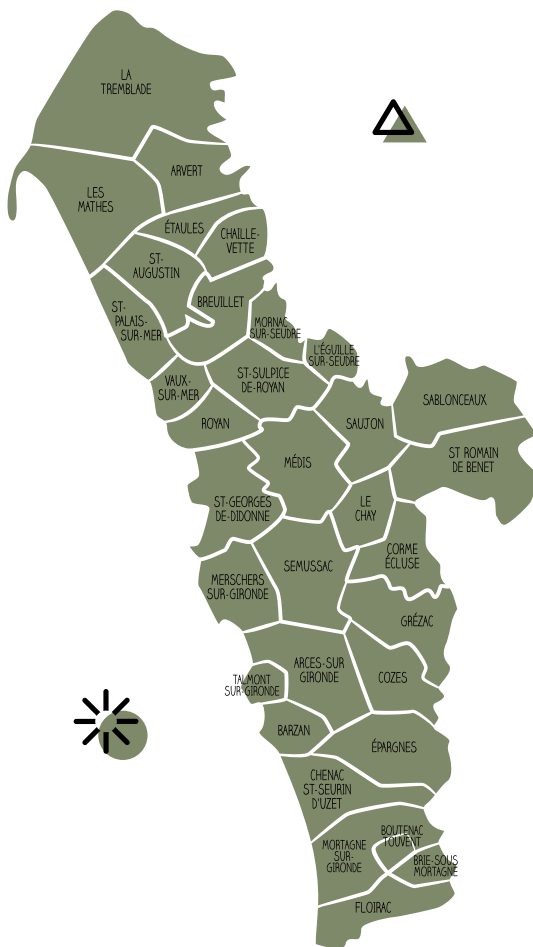 LA
TREMBLADE
ARVERT
LES
MATHES
ÉTAULES
CHAILLE-
VETTE
ST-
AUGUSTIN
BREUILLET
ST-
PALAIS-
SUR-MER
MORNAC
SUR-SEUDRE
L'ÉGUILLE
SUR-SEUDRE
ST-SULPICE
DE-ROYAN
VAUX-
SUR-MER
SABLONCEAUX
ROYAN
SAUJON
MÉDIS
ST ROMAIN
DE BENET
ST-GEORGES
DE-DIDONNE
LE
CHAY
CORME
ÉCLUSE
SEMUSSAC
MERSCHERS
SUR-GIRONDE
GRÉZAC
ARCES-SUR
GIRONDE
COZES
TALMONT
SUR-GIRONDE
BARZAN
ÉPARGNES
CHENAC
ST-SEURIN
D'UZET
BOUTENAC
TOUVENT
MORTAGNE
SUR-
GIRONDE
BRIE-SOUS
MORTAGNE
FLOIRAC